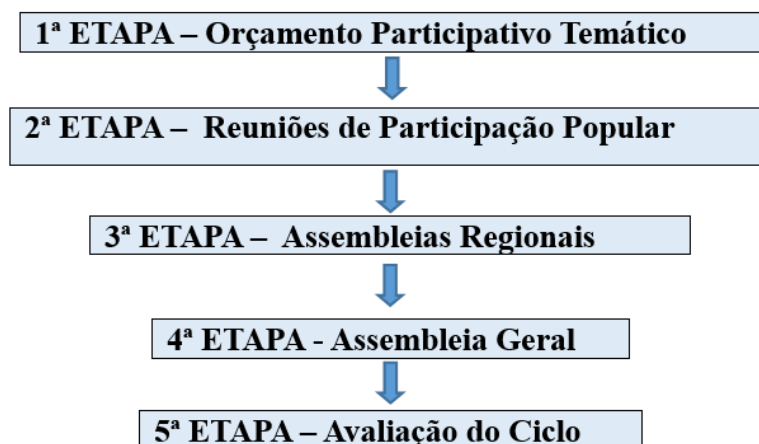 1ª ETAPA – Orçamento Participativo Temático
2ª ETAPA – Reuniões de Participação Popular
3ª ETAPA – Assembleias Regionais
4ª ETAPA - Assembleia Geral
5ª ETAPA – Avaliação do Ciclo